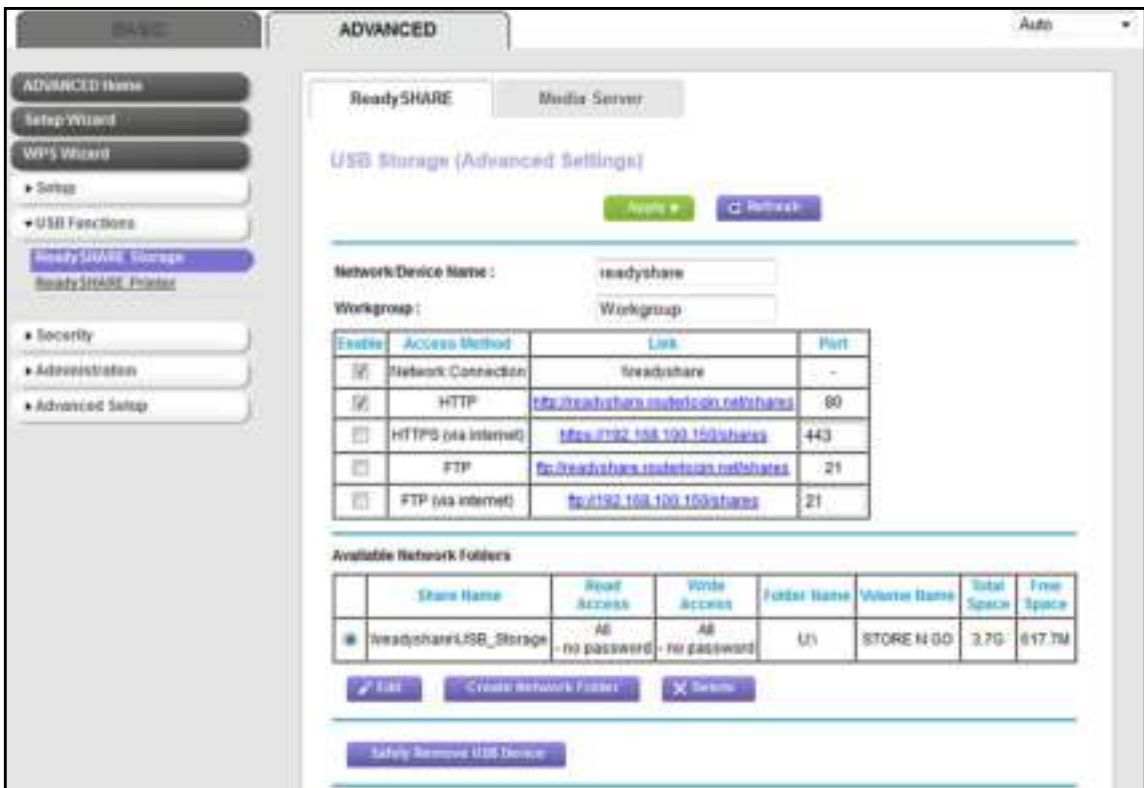 BASIC
ADVANCED
Auto
ADVANCED Home
Setup Wizard
WPS Wizard
Setup
USB Functions
ReadySHARE Storage
ReadySHARE Printer
Security
Administration
Advanced Setup
ReadySHARE
Media Server
USB Storage (Advanced Settings)
Apply
Refresh
Network/Device Name :
readyshare
Workgroup :
Workgroup
Enable Access Method Link Port
Network Connection \\readyshare -
HTTP http://readyshare.routerlogin.net/shares 80
HTTPS (via internet) https://192.168.100.150/shares 443
FTP ftp://readyshare.routerlogin.net/shares 21
FTP (via internet) ftp://192.168.100.150/shares 21
Available Network Folders
Share Name Read Access Write Access Folder Name Volume Name Total Space Free Space
\\readyshare\USB_Storage All - no password All - no password U:\ STORE N GO 3.7G 617.7M
Edit
Create Network Folder
Delete
Safely Remove USB Device